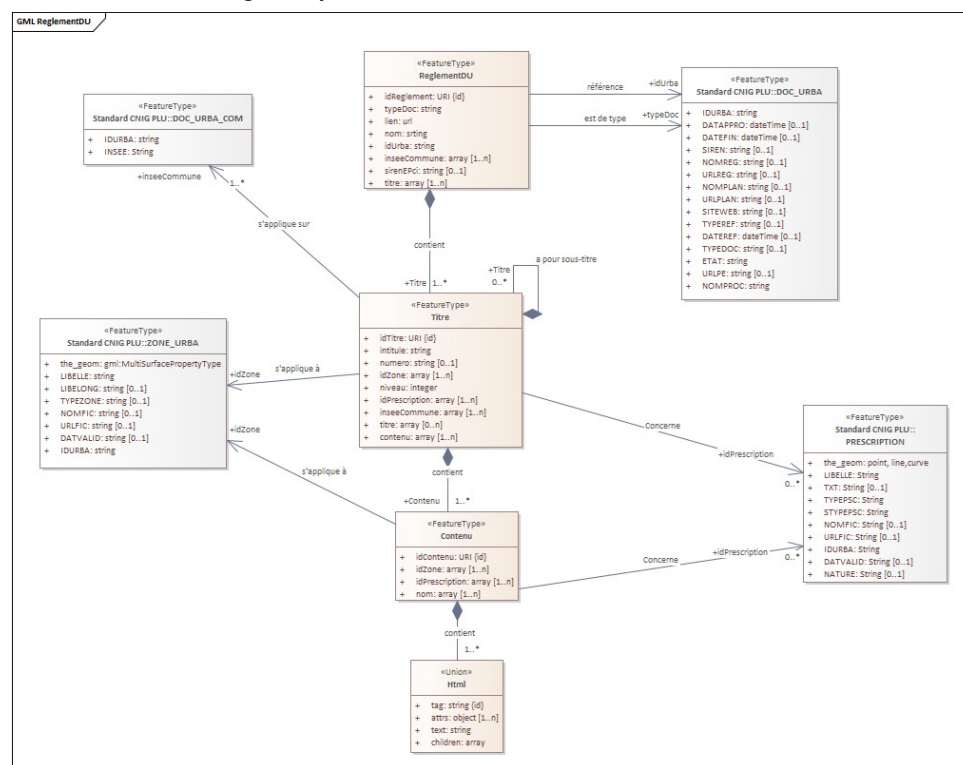 GML ReglementDU
«FeatureType»
ReglementDU
+ idReglement: URI {id}
+ typeDoc: string
+ lien: url
+ nom: srting
+ idUrba: string
+ inseeCommune: array [1..n]
+ sirenEPci: string [0..1]
+ titre: array [1..n]
référence
+idUrba
est de type
+typeDoc
«FeatureType»
Standard CNIG PLU::DOC_URBA
+ IDURBA: string
+ DATAPPRO: dateTime [0..1]
+ DATEFIN: dateTime [0..1]
+ SIREN: string [0..1]
+ NOMREG: string [0..1]
+ URLREG: string [0..1]
+ NOMPLAN: string [0..1]
+ URLPLAN: string [0..1]
+ SITEWEB: string [0..1]
+ TYPEREF: string [0..1]
+ DATEREF: dateTime [0..1]
+ TYPEDOC: string [0..1]
+ ETAT: string
+ URLPE: string [0..1]
+ NOMPROC: string
«FeatureType»
Standard CNIG PLU::DOC_URBA_COM
+ IDURBA: string
+ INSEE: String
+inseeCommune
1..*
s'applique sur
contient
+Titre
1..*
+Titre
0..*
a pour sous-titre
«FeatureType»
Titre
+ idTitre: URI {id}
+ intitule: string
+ numero: string [0..1]
+ idZone: array [1..n]
+ niveau: integer
+ idPrescription: array [1..n]
+ inseeCommune: array [1..n]
+ titre: array [0..n]
+ contenu: array [1..n]
«FeatureType»
Standard CNIG PLU::ZONE_URBA
+ the_geom: gml:MultiSurfacePropertyType
+ LIBELLE: string
+ LIBELONG: string [0..1]
+ TYPEZONE: string [0..1]
+ NOMFIC: string [0..1]
+ URLFIC: string [0..1]
+ DATVALID: string [0..1]
+ IDURBA: string
+idZone
s'applique à
+idZone
s'applique à
contient
+Contenu
1..*
Concerne
+idPrescription
0..*
«FeatureType»
Standard CNIG PLU::
PRESCRIPTION
+ the_geom: point, line,curve
+ LIBELLE: String
+ TXT: String [0..1]
+ TYPEPSC: String
+ STYPEPSC: String
+ NOMFIC: String [0..1]
+ URLFIC: String [0..1]
+ IDURBA: String
+ DATVALID: String [0..1]
+ NATURE: String [0..1]
«FeatureType»
Contenu
+ idContenu: URI {id}
+ idZone: array [1..n]
+ idPrescription: array [1..n]
+ nom: array [1..n]
Concerne
+idPrescription
0..*
contient
1..*
«Union»
Html
+ tag: string {id}
+ attrs: object [1..n]
+ text: string
+ children: array